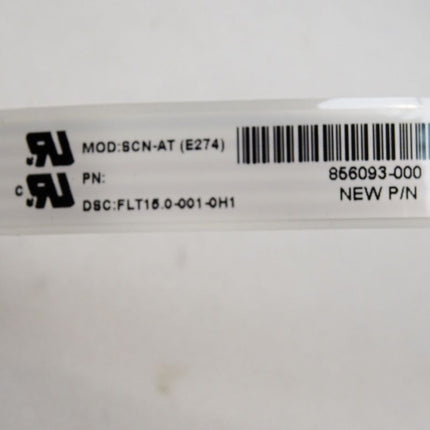 MOD:SCN-AT (E274)
PN:
856093-000
NEW P/N
DSC:FLT15.0-001-0H1
C